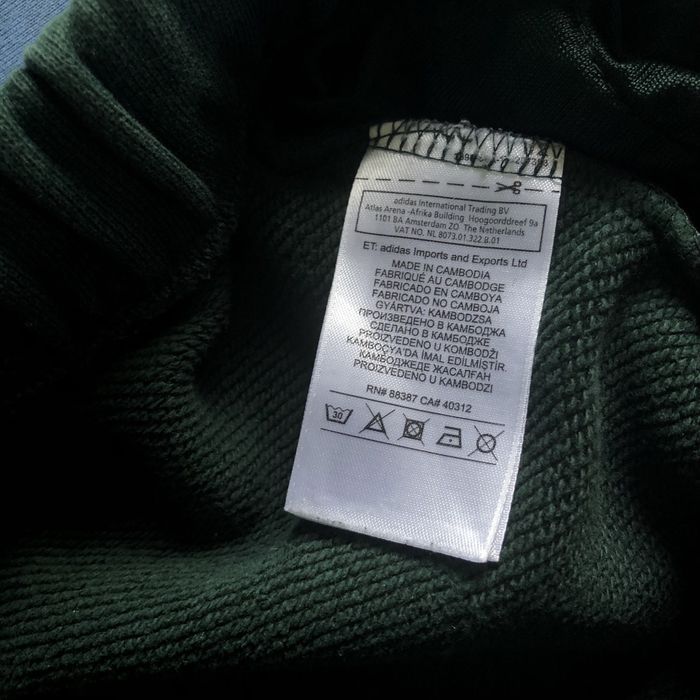 adidas International Trading BV
Atlas Arena -Afrika Building Hoogoorddreef 9a
1101 BA Amsterdam ZO The Netherlands
VAT NO. NL 8073.01.322.B.01
ET: adidas Imports and Exports Ltd
MADE IN CAMBODIA
FABRIQUÉ AU CAMBODGE
FABRICADO EN CAMBOYA
FABRICADO NO CAMBOJA
GYÁRTVA: KAMBODZSA
ПРОИЗВЕДЕНО В КАМБОДЖА
СДЕЛАНО В КАМБОДЖЕ
PROIZVEDENO U KOMBODŽI
KAMBOÇYA'DA İMAL EDİLMİŞTİR.
КАМБОДЖЕДЕ ЖАСАЛҒАН
PROIZVEDENO U KAMBODZI
RN# 88387 CA# 40312
30